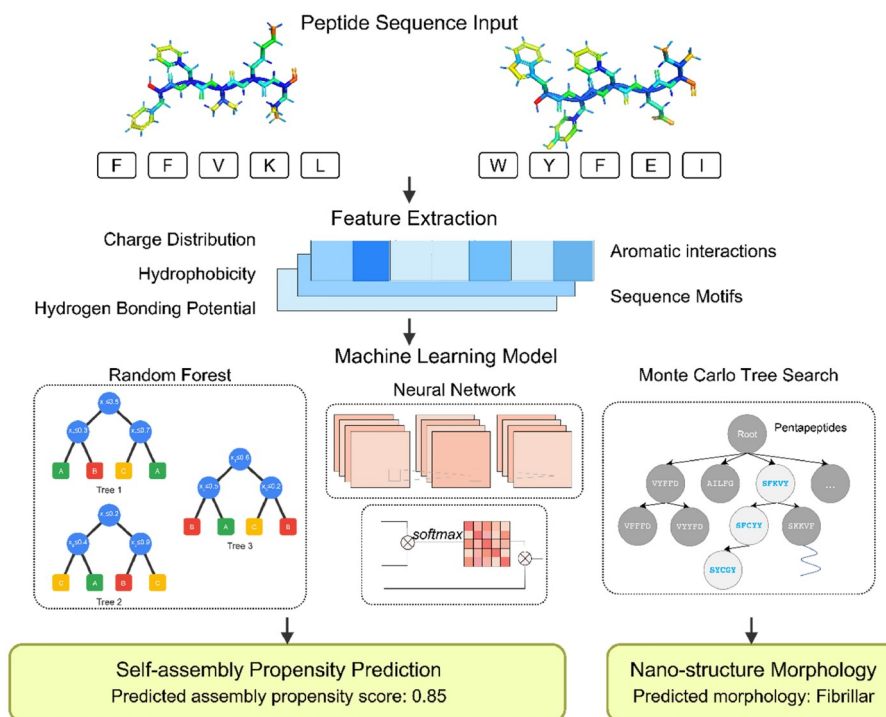 Peptide Sequence Input
F F V K L
W Y F E I
Feature Extraction
Charge Distribution
Hydrophobicity
Hydrogen Bonding Potential
Aromatic interactions
Sequence Motifs
Machine Learning Model
Random Forest
Neural Network
Monte Carlo Tree Search
A B C A
Tree 1
B A C B
Tree 3
C A B C
Tree 2
softmax
Pentapeptides
Root
VYFFD AILFG SFKVY ...
VFFFD VYYFD SFCYY SKKVF
SYCGY
Self-assembly Propensity Prediction
Predicted assembly propensity score: 0.85
Nano-structure Morphology
Predicted morphology: Fibrillar